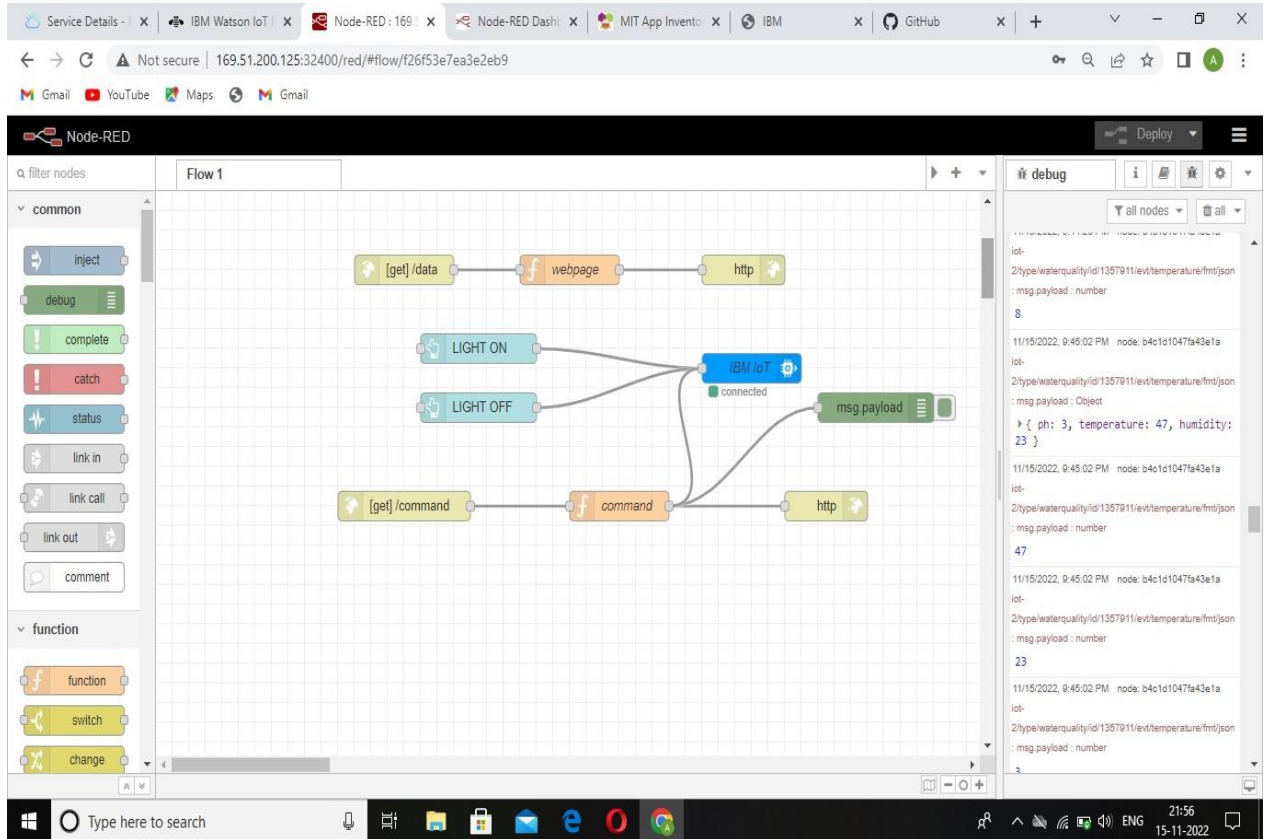 Service Details - I
IBM Watson IoT P
Node-RED : 169.5
Node-RED Dashb
MIT App Invento
IBM
GitHub
Not secure | 169.51.200.125:32400/red/#flow/f26f53e7ea3e2eb9
A
Gmail YouTube Maps Gmail
Node-RED
Deploy
filter nodes
Flow 1
debug
i
all nodes
all
common
inject
debug
complete
catch
status
link in
link call
link out
comment
function
function
switch
change
[get] /data
webpage
http
LIGHT ON
LIGHT OFF
IBM IoT
connected
msg.payload
[get] /command
command
http
iot-
2/type/waterquality/id/1357911/evt/temperature/fmt/json
: msg.payload : number
8
11/15/2022, 9:45:02 PM node: b4c1d1047fa43e1a
iot-
2/type/waterquality/id/1357911/evt/temperature/fmt/json
: msg.payload : Object
{ ph: 3, temperature: 47, humidity:
23 }
11/15/2022, 9:45:02 PM node: b4c1d1047fa43e1a
iot-
2/type/waterquality/id/1357911/evt/temperature/fmt/json
: msg.payload : number
47
11/15/2022, 9:45:02 PM node: b4c1d1047fa43e1a
iot-
2/type/waterquality/id/1357911/evt/temperature/fmt/json
: msg.payload : number
23
11/15/2022, 9:45:02 PM node: b4c1d1047fa43e1a
iot-
2/type/waterquality/id/1357911/evt/temperature/fmt/json
: msg.payload : number
3
Type here to search
ENG
21:56
15-11-2022